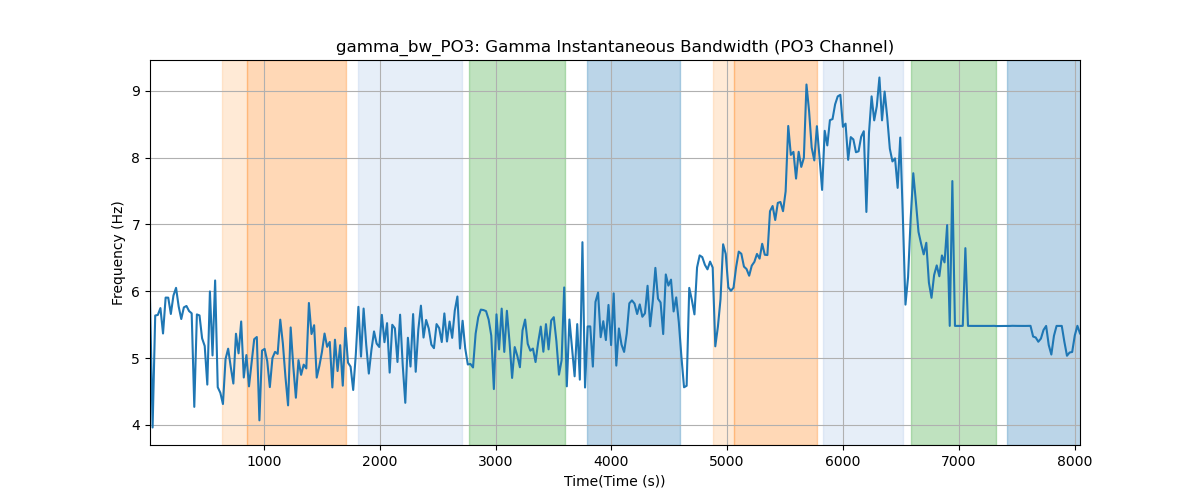 gamma_bw_PO3: Gamma Instantaneous Bandwidth (PO3 Channel)
Frequency (Hz)
9
8
7
6
5
4
1000 2000 3000 4000 5000 6000 7000 8000
Time(Time (s))